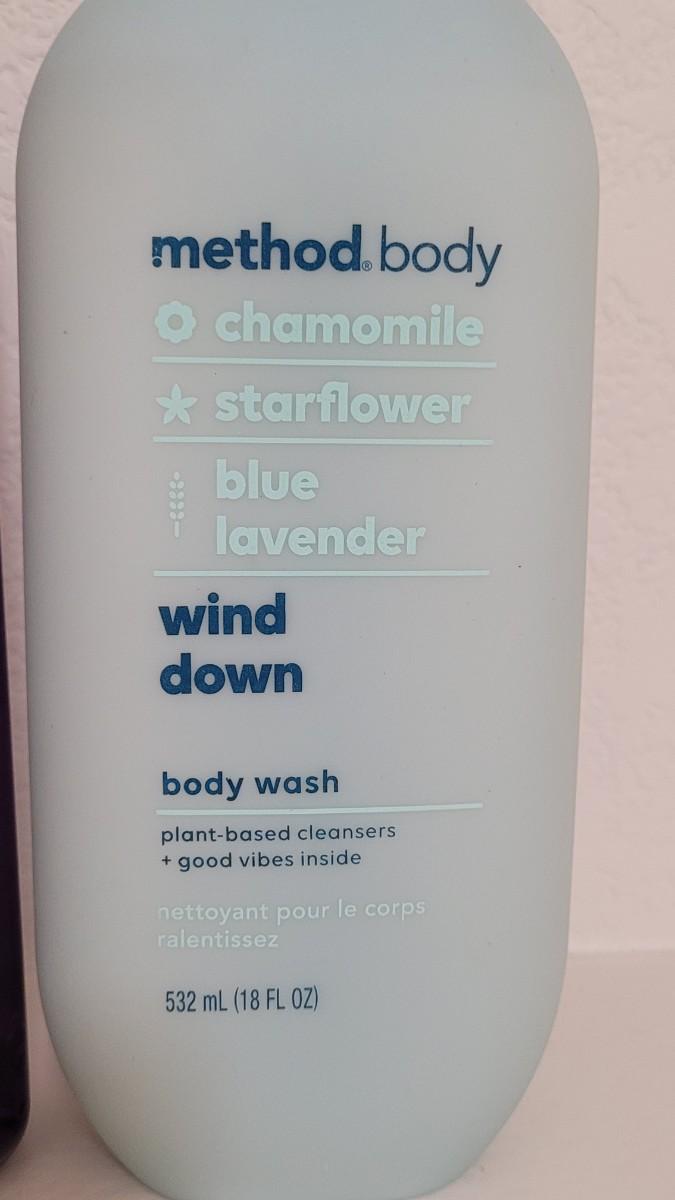 method® body
chamomile
starflower
blue
lavender
wind
down
body wash
plant-based cleansers
+ good vibes inside
nettoyant pour le corps
ralentissez
532 mL (18 FL OZ)